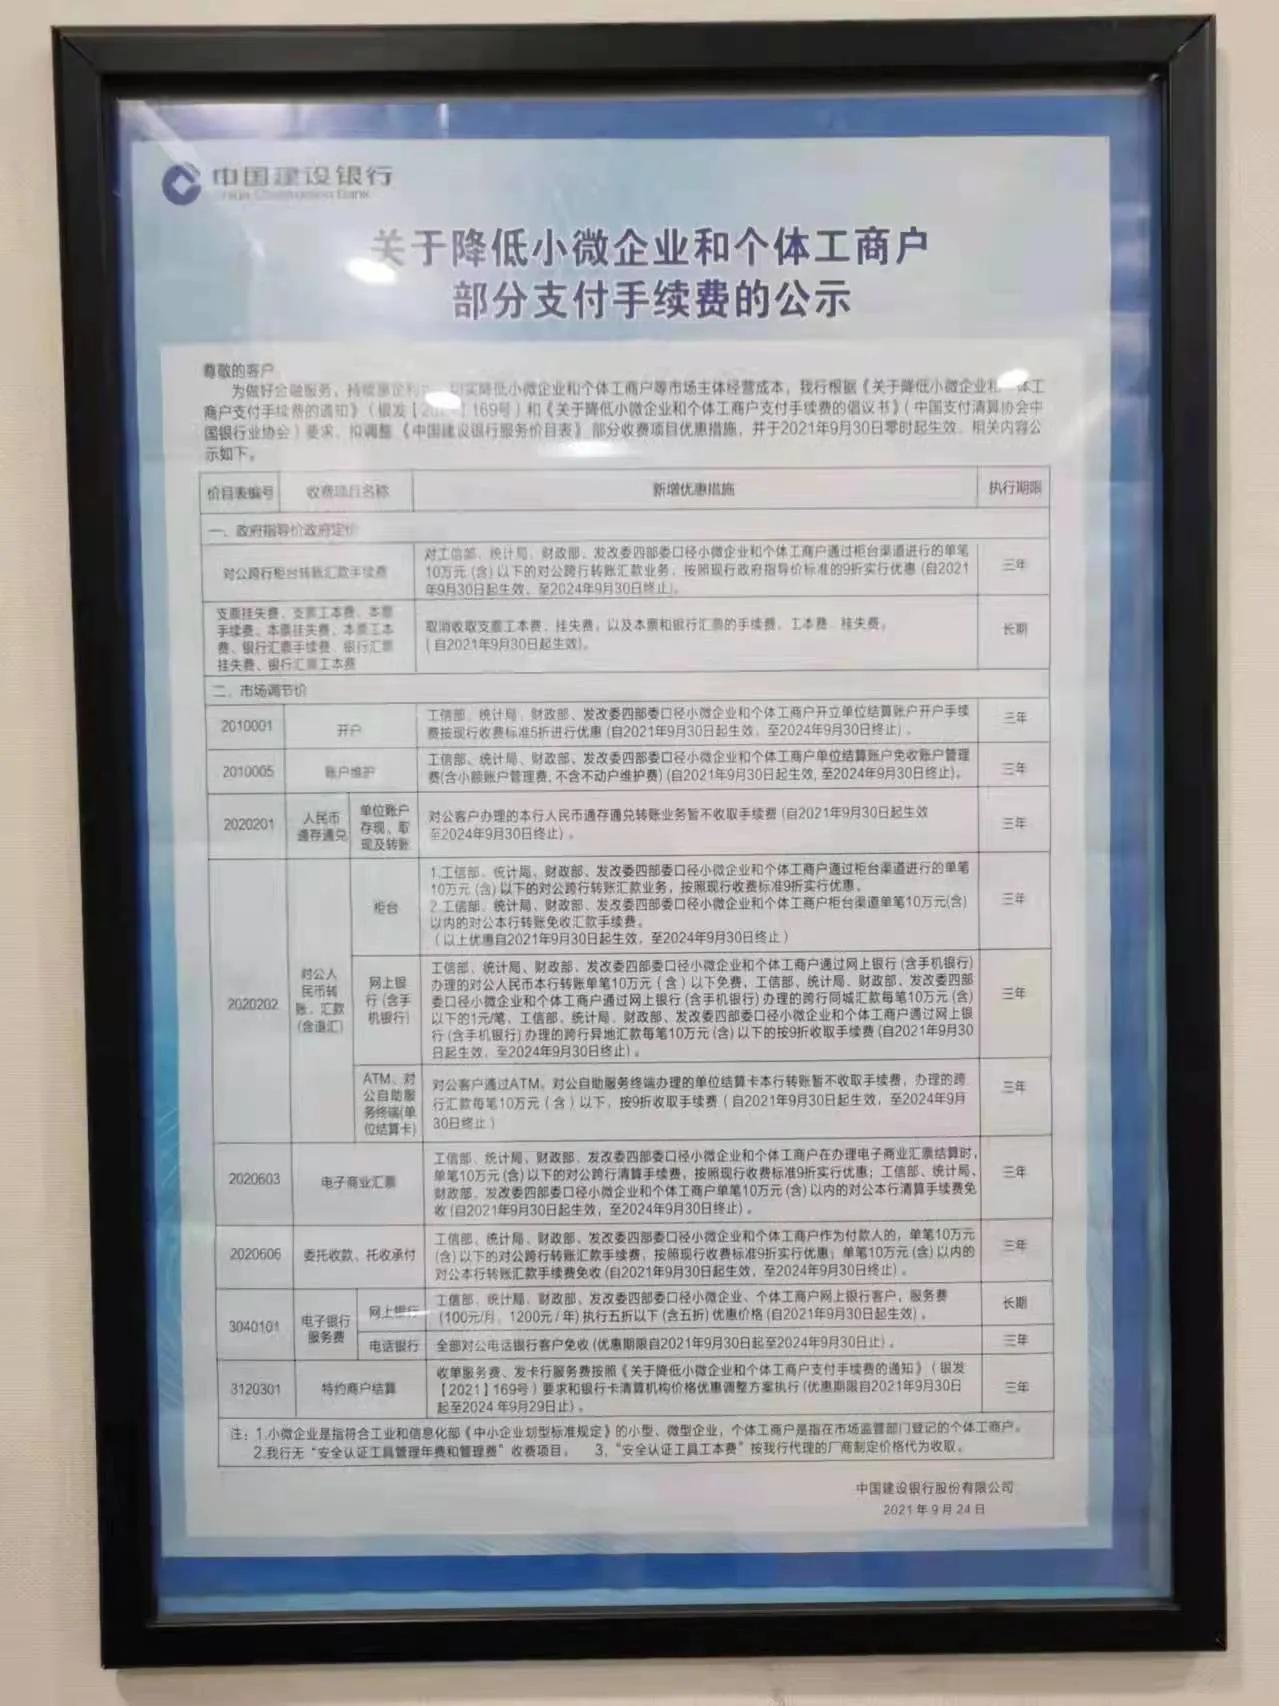 中国建设银行
China Construction Bank
关于降低小微企业和个体工商户
部分支付手续费的公示
尊敬的客户
为做好金融服务，持续惠企利 切实降低小微企业和个体工商户等市场主体经营成本，我行根据《关于降低小微企业和 体工
商户支付手续费的通知》（银发【20 】169号）和《关于降低小微企业和个体工商户支付手续费的倡议书》（中国支付清算协会中
国银行业协会）要求，拟调整《中国建设银行服务价目表》部分收费项目优惠措施，并于2021年9月30日零时起生效，相关内容公
示如下。
价目表编号 收费项目名称 新增优惠措施 执行期限
一、政府指导价政府定价
对公跨行柜台转账汇款手续费
对工信部、统计局、财政部、发改委四部委口径小微企业和个体工商户通过柜台渠道进行的单笔
10万元（含）以下的对公跨行转账汇款业务，按照现行政府指导价标准的9折实行优惠（自2021
年9月30日起生效，至2024年9月30日终止）。
三年
支票挂失费、支票工本费、本票
手续费、本票挂失费、本票工本
费、银行汇票手续费、银行汇票
挂失费、银行汇票工本费
取消收取支票工本费、挂失费，以及本票和银行汇票的手续费、工本费、挂失费。
（自2021年9月30日起生效）。
长期
二、市场调节价
2010001
开户
工信部、统计局、财政部、发改委四部委口径小微企业和个体工商户开立单位结算账户开户手续
费按现行收费标准5折进行优惠（自2021年9月30日起生效，至2024年9月30日终止）。
三年
2010005
账户维护
工信部、统计局、财政部、发改委四部委口径小微企业和个体工商户单位结算账户免收账户管理
费(含小额账户管理费，不含不动户维护费)（自2021年9月30日起生效，至2024年9月30日终止)。
三年
2020201
人民币
通存通兑
单位账户
存现、取
现及转账
对公客户办理的本行人民币通存通兑转账业务暂不收取手续费（自2021年9月30日起生效
至2024年9月30日终止）。
三年
2020202
对公人
民币转
账、汇款
(含退汇)
柜台
1.工信部、统计局、财政部、发改委四部委口径小微企业和个体工商户通过柜台渠道进行的单笔
10万元（含）以下的对公跨行转账汇款业务，按照现行收费标准9折实行优惠。
2.工信部、统计局、财政部、发改委四部委口径小微企业和个体工商户柜台渠道单笔10万元(含)
以内的对公本行转账免收汇款手续费。
（以上优惠自2021年9月30日起生效，至2024年9月30日终止）
三年
网上银
行(含手
机银行)
工信部、统计局、财政部、发改委四部委口径小微企业和个体工商户通过网上银行（含手机银行）
办理的对公人民币本行转账单笔10万元（含）以下免费，工信部、统计局、财政部、发改委四部
委口径小微企业和个体工商户通过网上银行（含手机银行）办理的跨行同城汇款每笔10万元（含）
以下的1元/笔，工信部、统计局、财政部、发改委四部委口径小微企业和个体工商户通过网上银
行（含手机银行）办理的跨行异地汇款每笔10万元（含）以下的按9折收取手续费（自2021年9月30
日起生效，至2024年9月30日终止）。
三年
ATM、对
公自助服
务终端(单
位结算卡)
对公客户通过ATM、对公自助服务终端办理的单位结算卡本行转账暂不收取手续费，办理的跨
行汇款每笔10万元（含）以下，按9折收取手续费（自2021年9月30日起生效，至2024年9月
30日终止）
三年
2020603
电子商业汇票
工信部、统计局、财政部、发改委四部委口径小微企业和个体工商户在办理电子商业汇票结算时，
单笔10万元（含）以下的对公跨行清算手续费，按照现行收费标准9折实行优惠；工信部、统计局、
财政部、发改委四部委口径小微企业和个体工商户单笔10万元（含）以内的对公本行清算手续费免
收（自2021年9月30日起生效，至2024年9月30日终止）。
三年
2020606
委托收款、托收承付
工信部、统计局、财政部、发改委四部委口径小微企业和个体工商户作为付款人的，单笔10万元
(含)以下的对公跨行转账汇款手续费，按照现行收费标准9折实行优惠；单笔10万元（含）以内的
对公本行转账汇款手续费免收（自2021年9月30日起生效，至2024年9月30日终止）。
三年
3040101
电子银行
服务费
网上银行
工信部、统计局、财政部、发改委四部委口径小微企业、个体工商户网上银行客户，服务费
（100元/月，1200元/年）执行五折以下（含五折）优惠价格（自2021年9月30日起生效）。
长期
电话银行
全部对公电话银行客户免收（优惠期限自2021年9月30日起至2024年9月30日止）。
三年
3120301
特约商户结算
收单服务费、发卡行服务费按照《关于降低小微企业和个体工商户支付手续费的通知》（银发
【2021】169号）要求和银行卡清算机构价格优惠调整方案执行（优惠期限自2021年9月30日
起至2024年9月29日止）。
三年
注：1.小微企业是指符合工业和信息化部《中小企业划型标准规定》的小型、微型企业，个体工商户是指在市场监管部门登记的个体工商户。
2.我行无“安全认证工具管理年费和管理费”收费项目。 3、“安全认证工具工本费”按我行代理的厂商制定价格代为收取。
中国建设银行股份有限公司
2021年9月24日